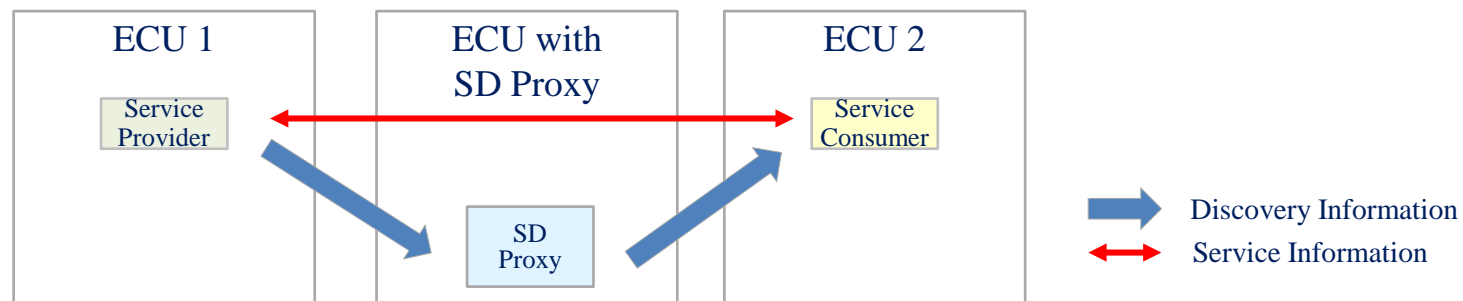 ECU 1
ECU with
SD Proxy
ECU 2
Service
Provider
Service
Consumer
SD
Proxy
Discovery Information
Service Information